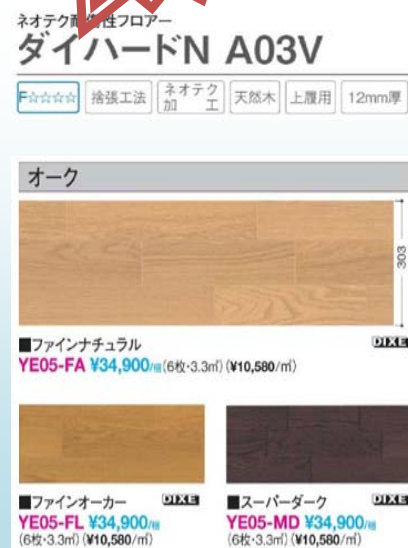 ネオテク耐傷性フロアー
ダイハードN A03V
F☆☆☆☆ 捨張工法 ネオテク加工 天然木 上履用 12mm厚
オーク
303
■ファインナチュラル DIXE
YE05-FA ¥34,900/梱(6枚・3.3㎡)(¥10,580/㎡)
■ファインオーカー DIXE
YE05-FL ¥34,900/梱
(6枚・3.3㎡)(¥10,580/㎡)
■スーパーダーク DIXE
YE05-MD ¥34,900/梱
(6枚・3.3㎡)(¥10,580/㎡)